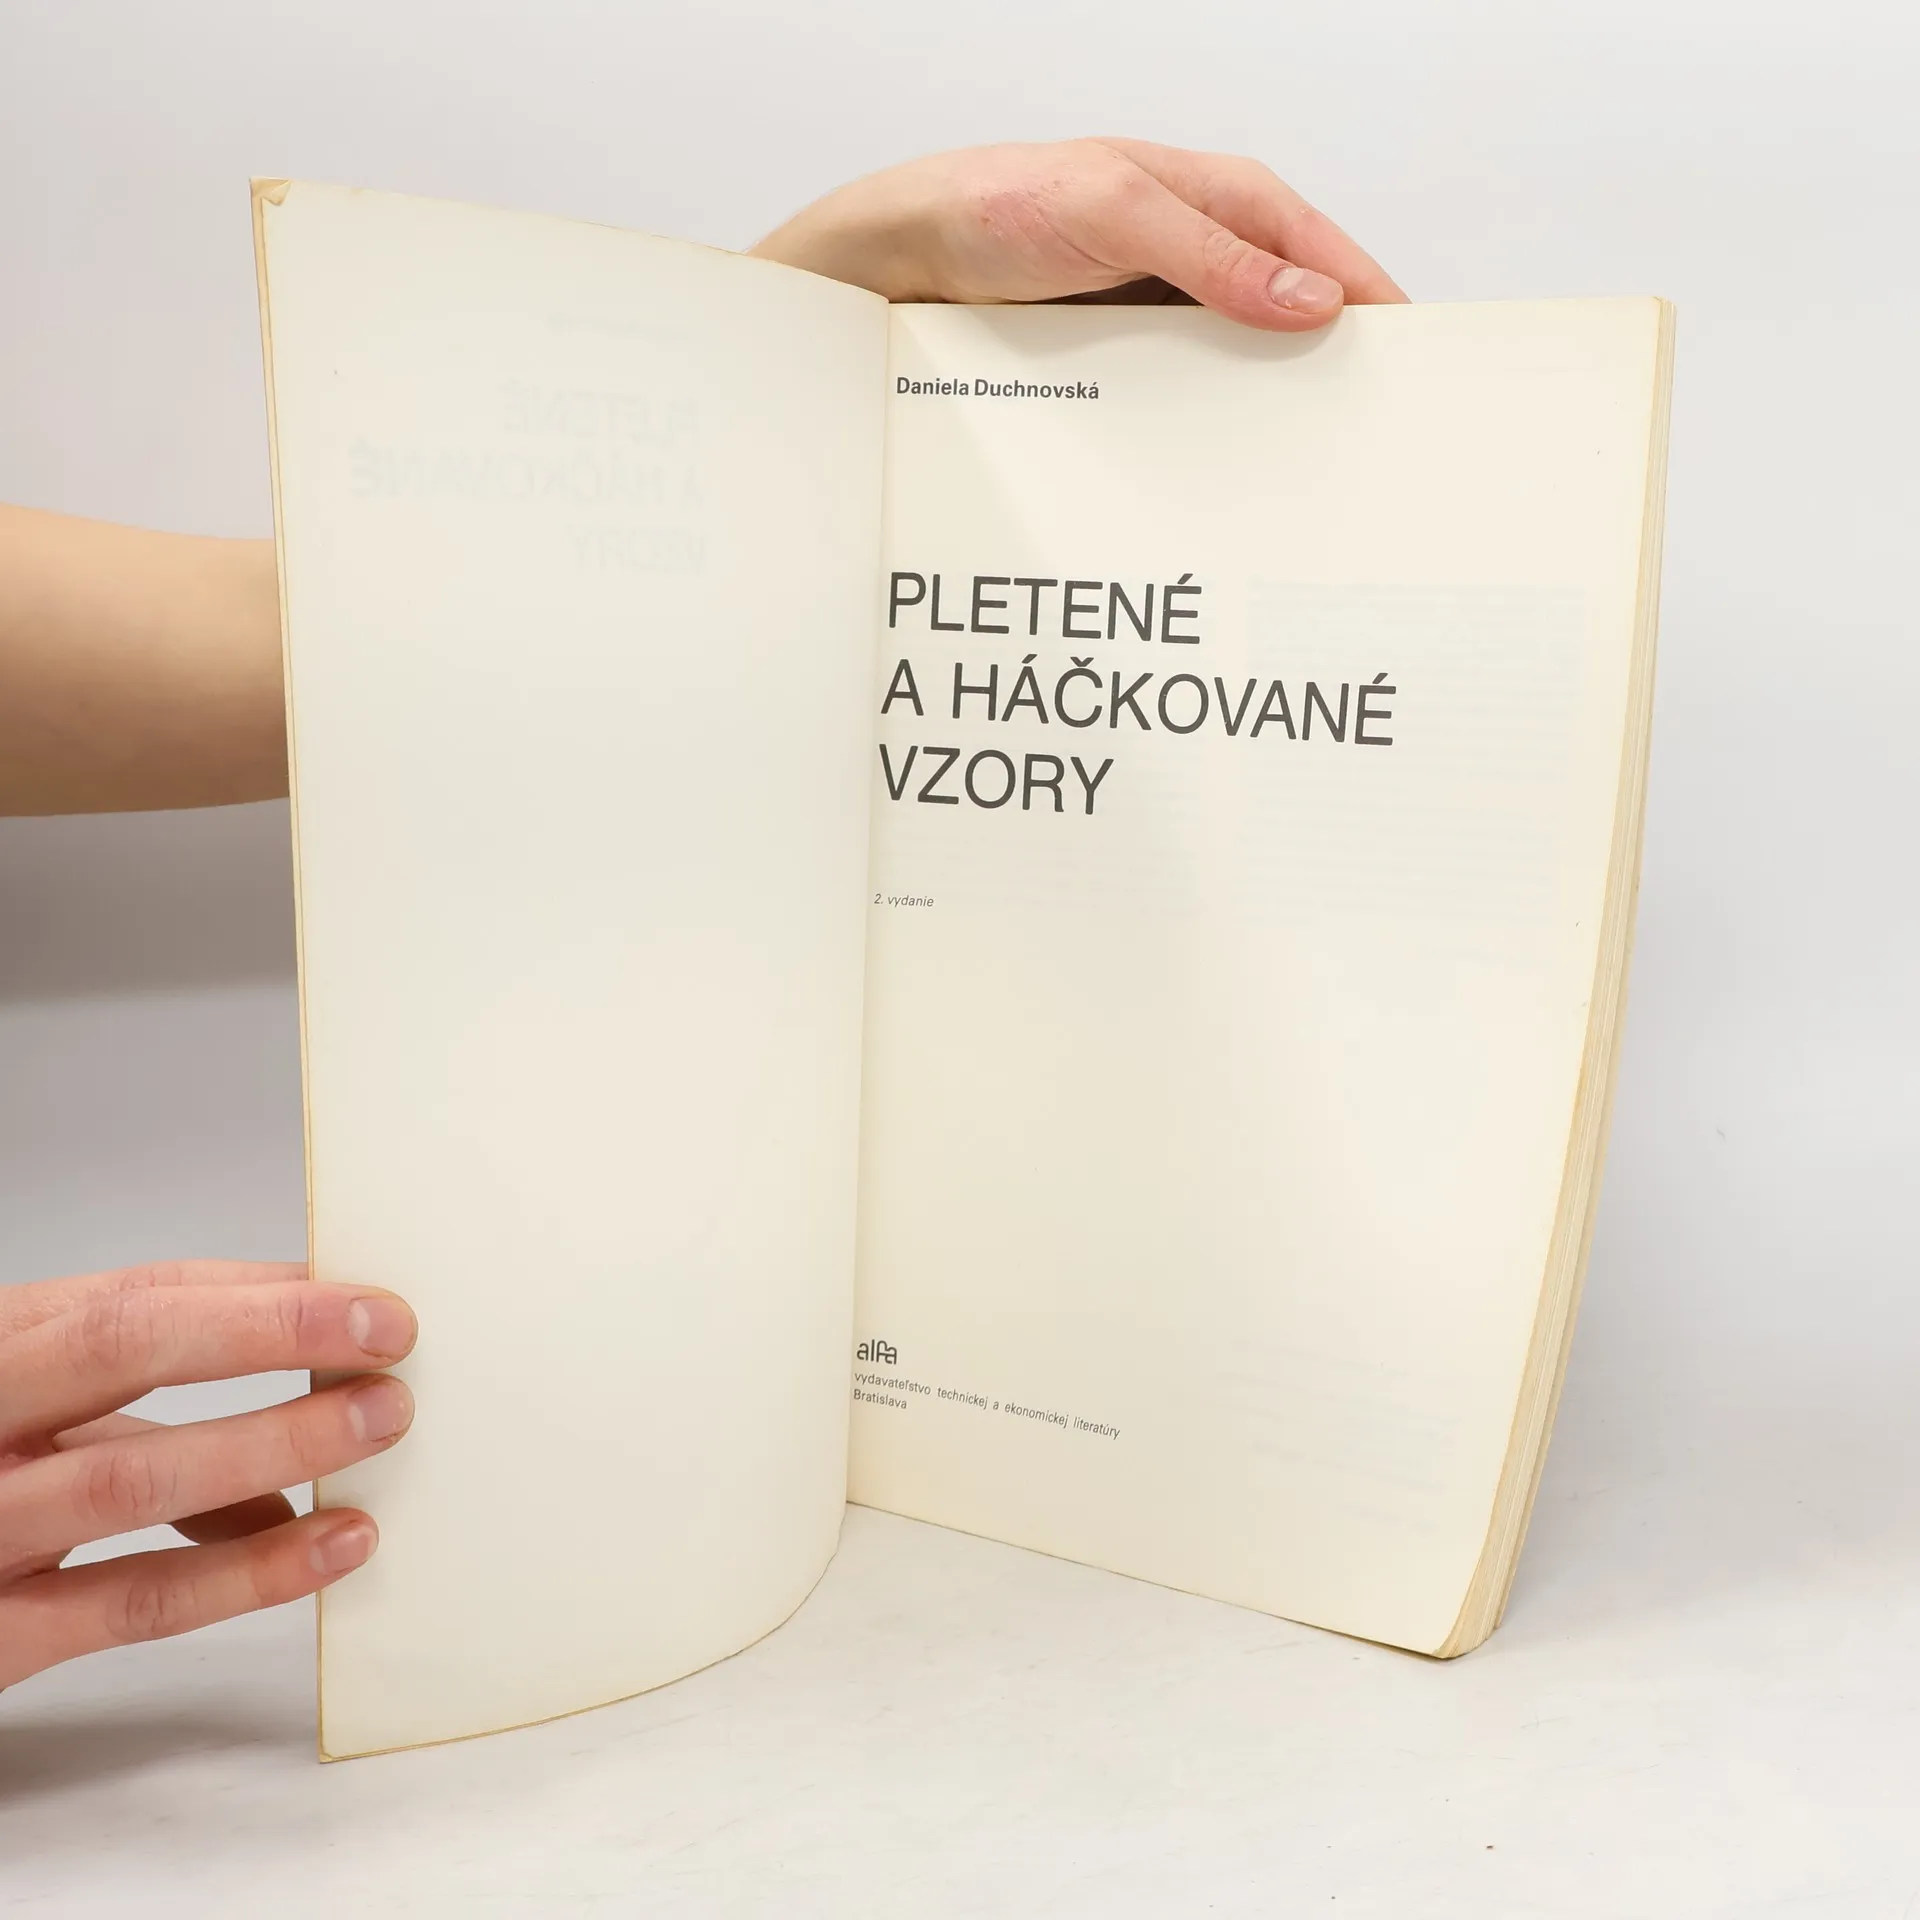 Daniela Duchnovská
PLETENÉ
A HÁČKOVANÉ
VZORY
2. vydanie
alfa
vydavateľstvo technickej a ekonomickej literatúry
Bratislava